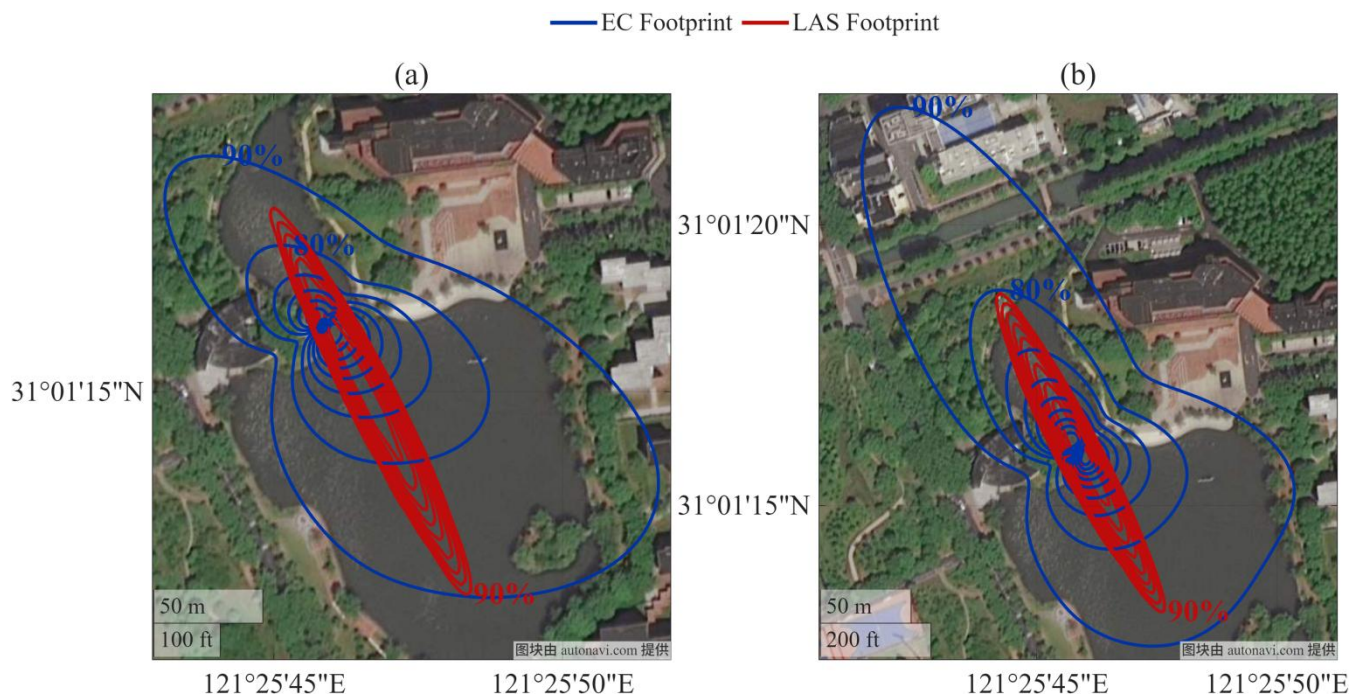 EC Footprint LAS Footprint
(a)
(b)
90%
80%
90%
31°01'15"N
50 m
100 ft
图块由 autonavi.com 提供
121°25'45"E
121°25'50"E
90%
80%
90%
31°01'20"N
31°01'15"N
50 m
200 ft
图块由 autonavi.com 提供
121°25'45"E
121°25'50"E